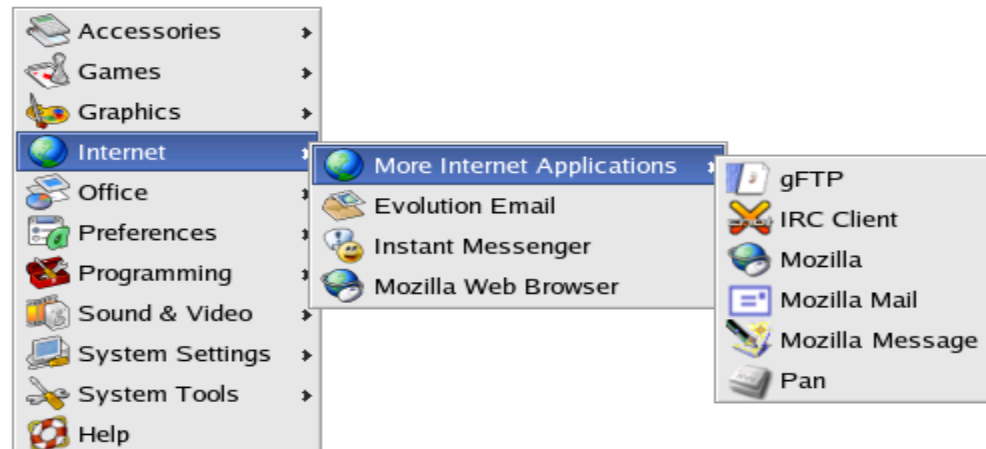 Accessories
Games
Graphics
Internet
Office
Preferences
Programming
Sound & Video
System Settings
System Tools
Help
More Internet Applications
Evolution Email
Instant Messenger
Mozilla Web Browser
gFTP
IRC Client
Mozilla
Mozilla Mail
Mozilla Message
Pan